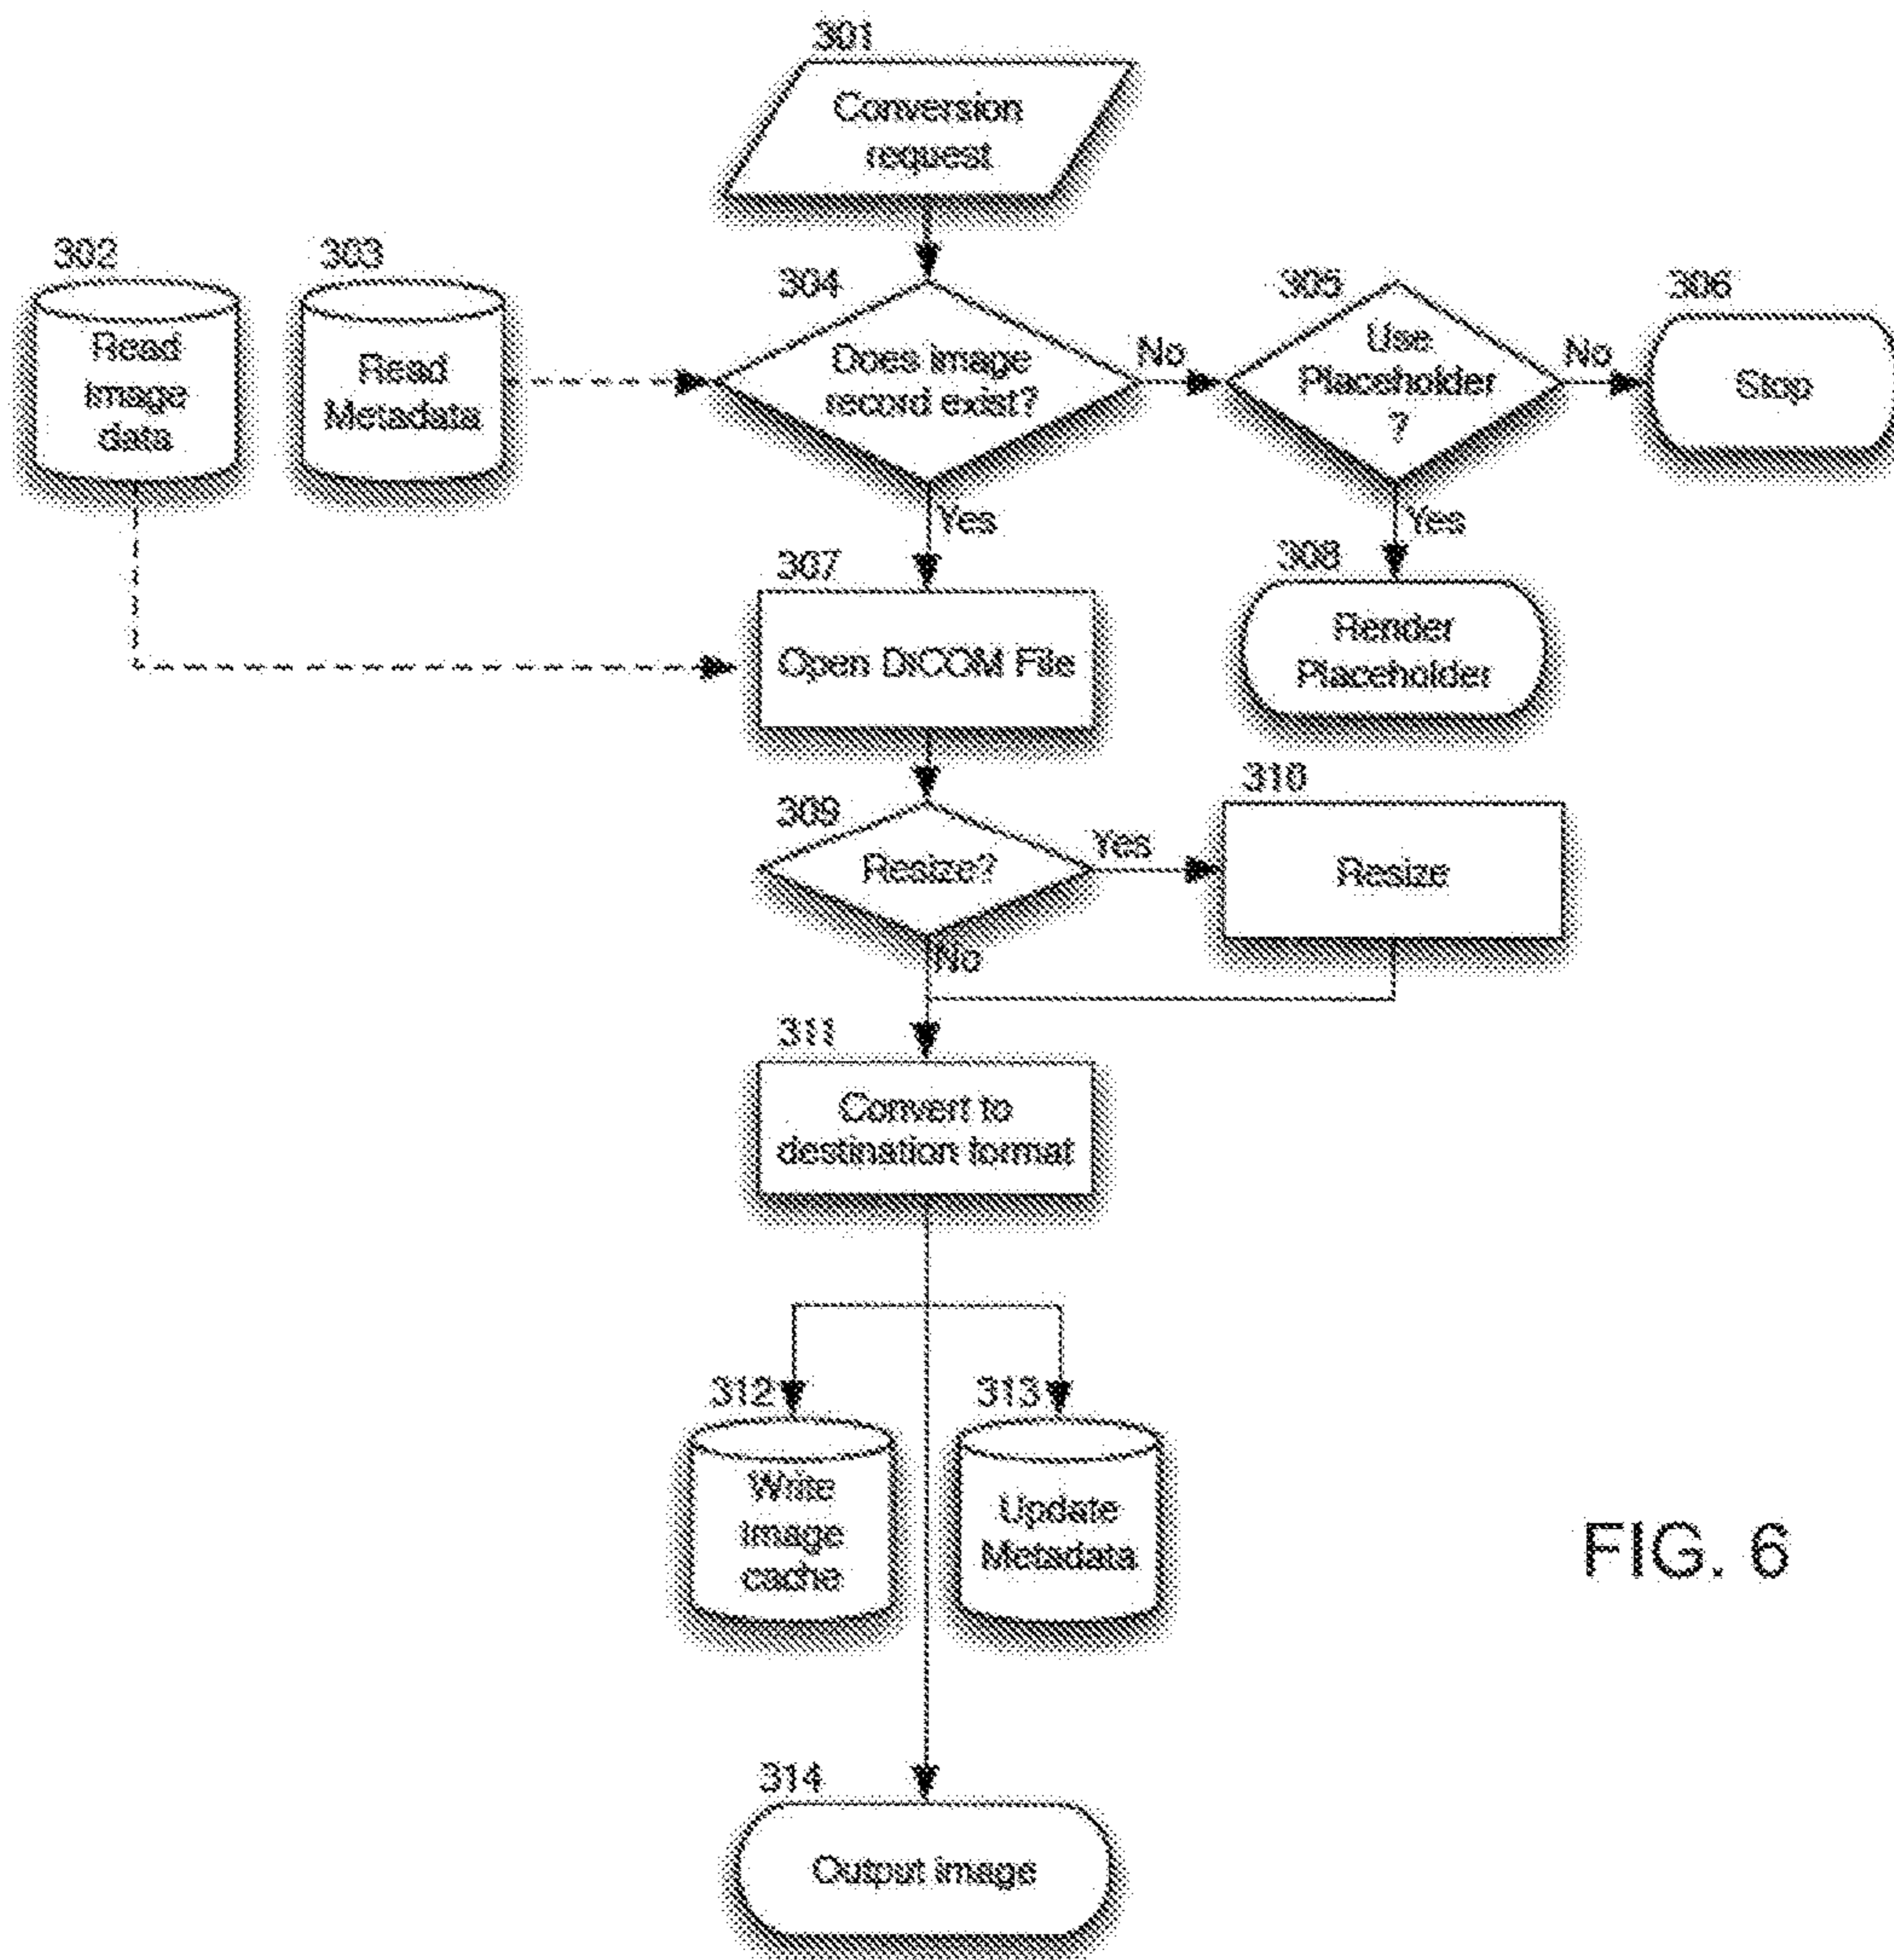 301
Conversion
request
302
Read
image
data
303
Read
Metadata
304
Does image
record exist?
No
305
Use
Placeholder
?
No
306
Stop
Yes
Yes
307
Open DICOM File
308
Render
Placeholder
309
Resize?
Yes
310
Resize
No
311
Convert to
destination format
312
Write
image
cache
313
Update
Metadata
FIG. 6
314
Output image